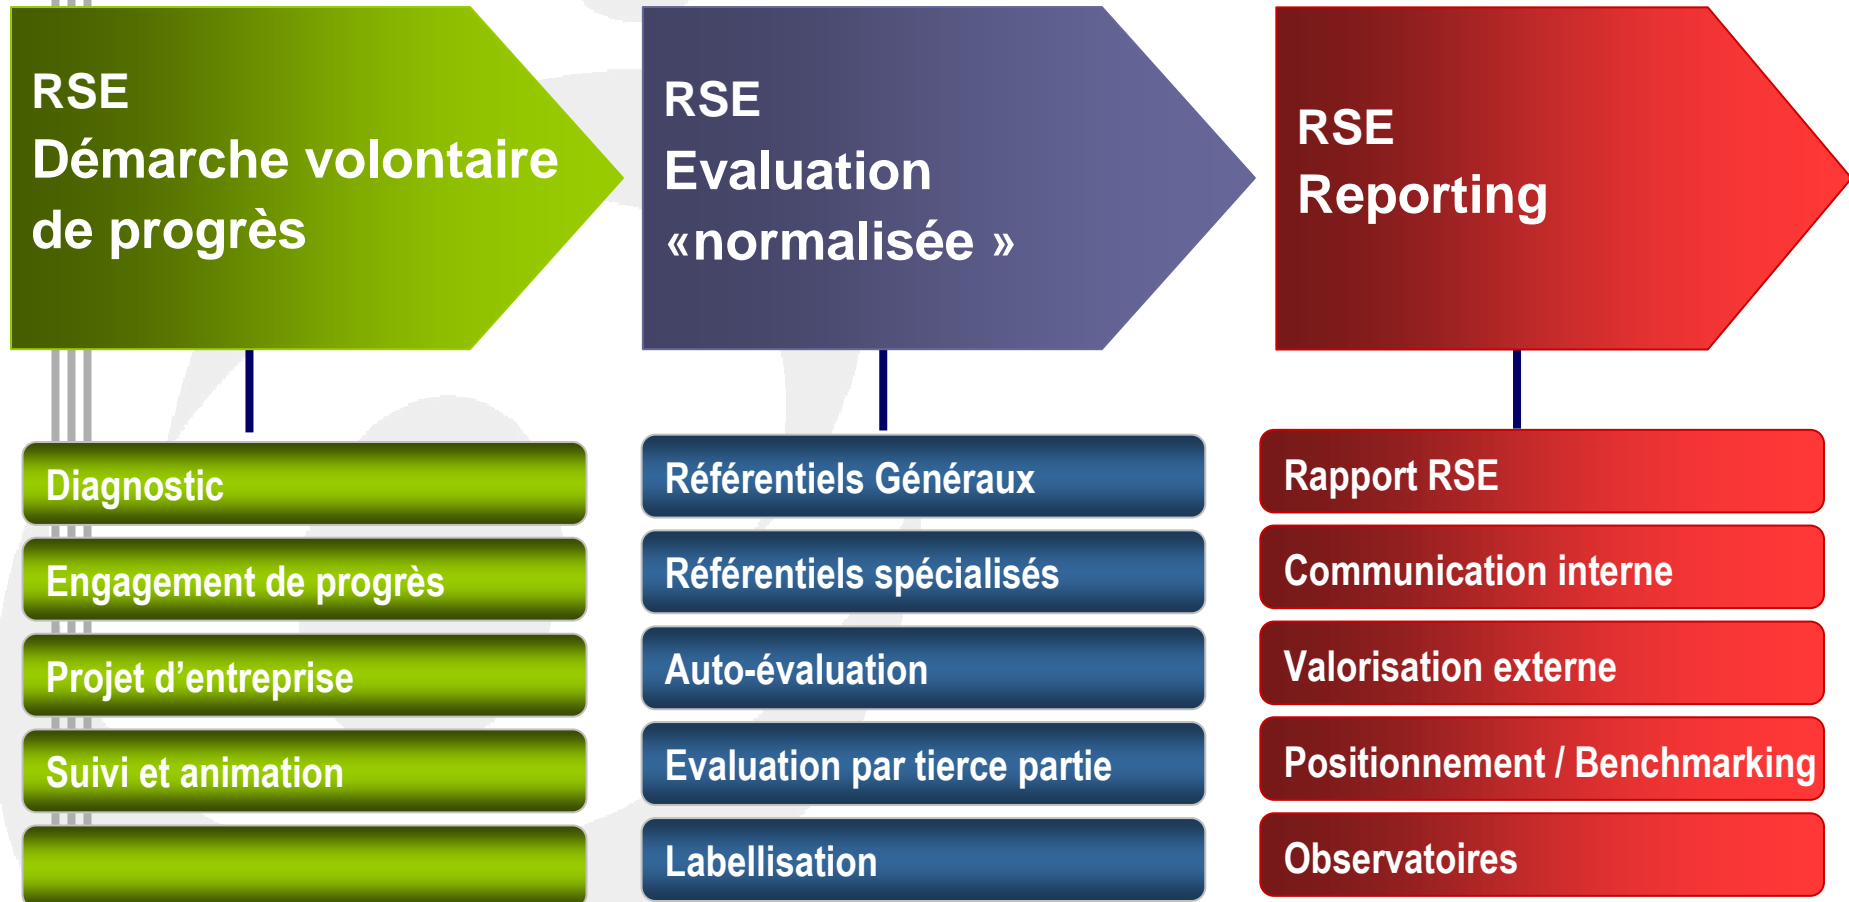 RSE
Démarche volontaire
de progrès
Diagnostic
Engagement de progrès
Projet d’entreprise
Suivi et animation
RSE
Evaluation
«normalisée »
Référentiels Généraux
Référentiels spécialisés
Auto-évaluation
Evaluation par tierce partie
Labellisation
RSE
Reporting
Rapport RSE
Communication interne
Valorisation externe
Positionnement / Benchmarking
Observatoires